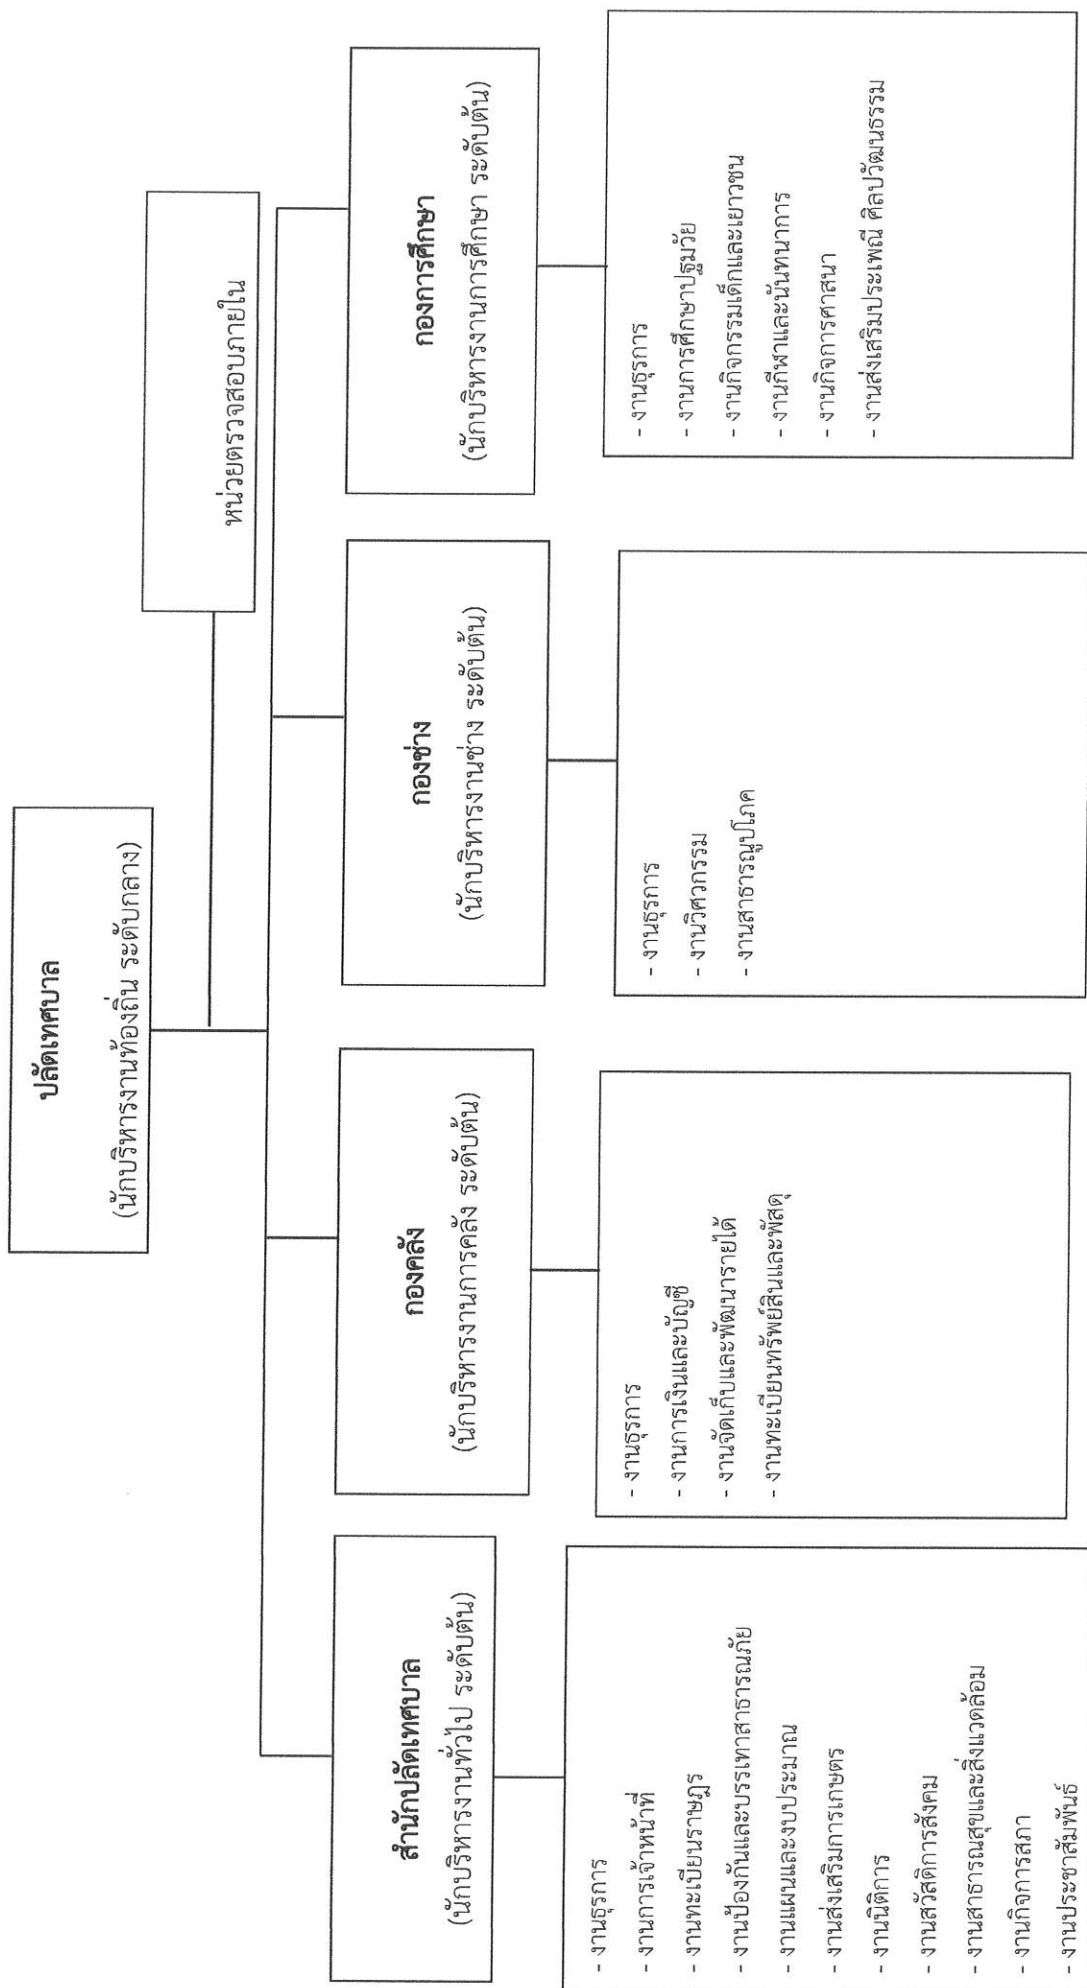 ปลัดเทศบาล
(นักบริหารงานท้องถิ่น ระดับกลาง)
หน่วยตรวจสอบภายใน
สำนักปลัดเทศบาล
(นักบริหารงานทั่วไป ระดับต้น)
- งานธุรการ
- งานการเจ้าหน้าที่
- งานทะเบียนราษฎร
- งานป้องกันและบรรเทาสาธารณภัย
- งานแผนและงบประมาณ
- งานส่งเสริมการเกษตร
- งานนิติการ
- งานสวัสดิการสังคม
- งานสาธารณสุขและสิ่งแวดล้อม
- งานกิจการสภา
- งานประชาสัมพันธ์
กองคลัง
(นักบริหารงานการคลัง ระดับต้น)
- งานธุรการ
- งานการเงินและบัญชี
- งานจัดเก็บและพัฒนารายได้
- งานทะเบียนทรัพย์สินและพัสดุ
กองช่าง
(นักบริหารงานช่าง ระดับต้น)
- งานธุรการ
- งานวิศวกรรม
- งานสาธารณูปโภค
กองการศึกษา
(นักบริหารงานการศึกษา ระดับต้น)
- งานธุรการ
- งานการศึกษาปฐมวัย
- งานกิจกรรมเด็กและเยาวชน
- งานกีฬาและนันทนาการ
- งานกิจการศาสนา
- งานส่งเสริมประเพณี ศิลปวัฒนธรรม